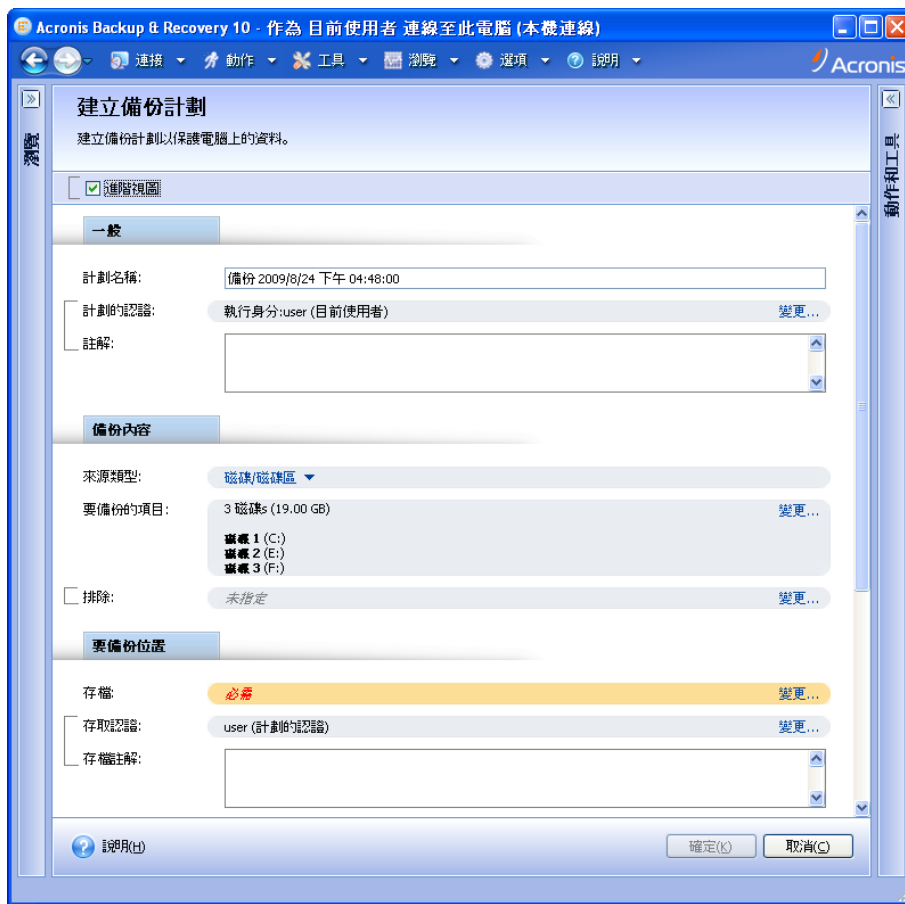 Acronis Backup & Recovery 10 - 作為 目前使用者 連線至此電腦 (本機連線)
連接 動作 工具 瀏覽 選項 說明 Acronis
瀏覽
動作和工具
建立備份計劃
建立備份計劃以保護電腦上的資料。
進階視圖
一般
計劃名稱: 備份 2009/8/24 下午 04:48:00
計劃的認證: 執行身分:user (目前使用者) 變更...
註解:
備份內容
來源類型: 磁碟/磁碟區
要備份的項目: 3 磁碟s (19.00 GB) 變更...
磁碟 1 (C:)
磁碟 2 (E:)
磁碟 3 (F:)
排除: 未指定 變更...
要備份位置
存檔: 必需 變更...
存取認證: user (計劃的認證) 變更...
存檔註解:
說明(H) 確定(K) 取消(C)